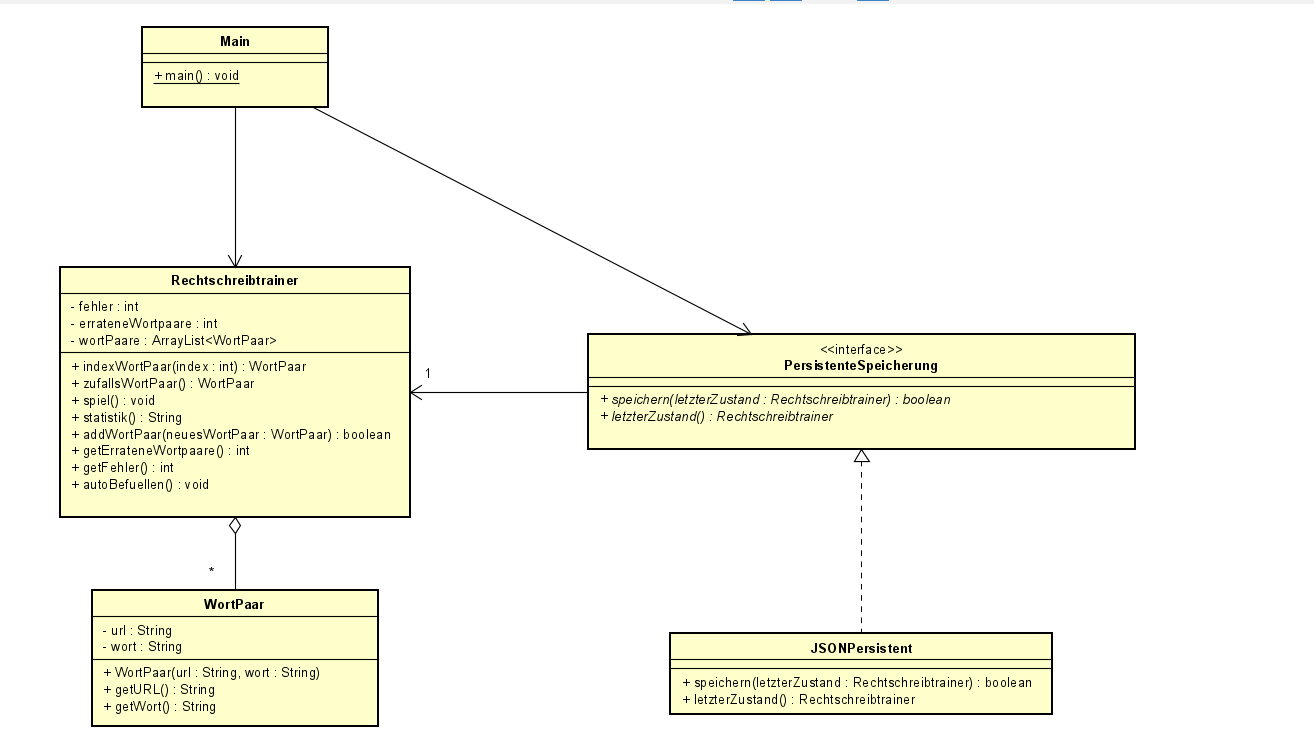 Main
+ main() : void
Rechtschreibtrainer
- fehler : int
- errateneWortpaare : int
- wortPaare : ArrayList<WortPaar>
+ indexWortPaar(index : int) : WortPaar
+ zufallsWortPaar() : WortPaar
+ spiel() : void
+ statistik() : String
+ addWortPaar(neuesWortPaar : WortPaar) : boolean
+ getErrateneWortpaare() : int
+ getFehler() : int
+ autoBefuellen() : void
1
<<interface>>
PersistenteSpeicherung
+ speichern(letzterZustand : Rechtschreibtrainer) : boolean
+ letzterZustand() : Rechtschreibtrainer
*
WortPaar
- url : String
- wort : String
+ WortPaar(url : String, wort : String)
+ getURL() : String
+ getWort() : String
JSONPersistent
+ speichern(letzterZustand : Rechtschreibtrainer) : boolean
+ letzterZustand() : Rechtschreibtrainer